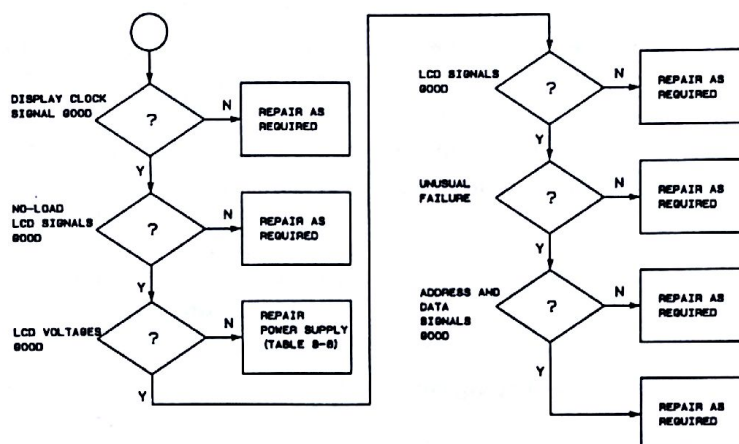 DISPLAY CLOCK
SIGNAL GOOD
?
N
REPAIR AS
REQUIRED
Y
NO-LOAD
LCD SIGNALS
GOOD
?
N
REPAIR AS
REQUIRED
Y
LCD VOLTAGES
GOOD
?
N
REPAIR
POWER SUPPLY
(TABLE 8-8)
Y
LCD SIGNALS
GOOD
?
N
REPAIR AS
REQUIRED
Y
UNUSUAL
FAILURE
?
N
REPAIR AS
REQUIRED
Y
ADDRESS AND
DATA
SIGNALS
GOOD
?
N
REPAIR AS
REQUIRED
Y
REPAIR AS
REQUIRED